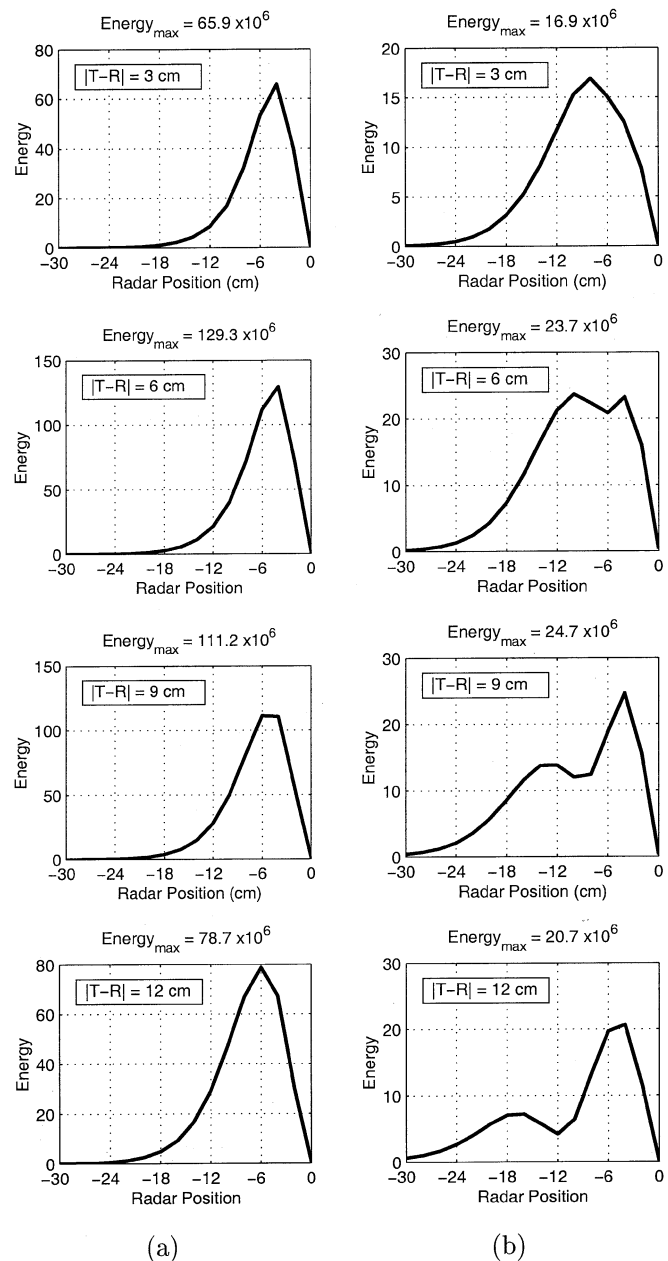 Energy_max = 65.9 x10^6
|T−R| = 3 cm
80
60
40
20
0
Energy
−30 −24 −18 −12 −6 0
Radar Position (cm)
Energy_max = 16.9 x10^6
|T−R| = 3 cm
20
15
10
5
0
Energy
−30 −24 −18 −12 −6 0
Radar Position (cm)
Energy_max = 129.3 x10^6
|T−R| = 6 cm
150
100
50
0
Energy
−30 −24 −18 −12 −6 0
Radar Position
Energy_max = 23.7 x10^6
|T−R| = 6 cm
30
20
10
0
Energy
−30 −24 −18 −12 −6 0
Radar Position
Energy_max = 111.2 x10^6
|T−R| = 9 cm
150
100
50
0
Energy
−30 −24 −18 −12 −6 0
Radar Position (cm)
Energy_max = 24.7 x10^6
|T−R| = 9 cm
30
20
10
0
Energy
−30 −24 −18 −12 −6 0
Radar Position (cm)
Energy_max = 78.7 x10^6
|T−R| = 12 cm
80
60
40
20
0
Energy
−30 −24 −18 −12 −6 0
Radar Position
Energy_max = 20.7 x10^6
|T−R| = 12 cm
30
20
10
0
Energy
−30 −24 −18 −12 −6 0
Radar Position
(a)
(b)